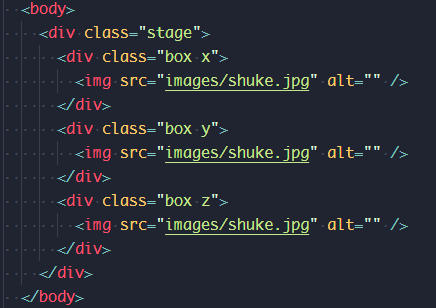 <body>
<div class="stage">
<div class="box x">
<img src="images/shuke.jpg" alt="" />
</div>
<div class="box y">
<img src="images/shuke.jpg" alt="" />
</div>
<div class="box z">
<img src="images/shuke.jpg" alt="" />
</div>
</div>
</body>